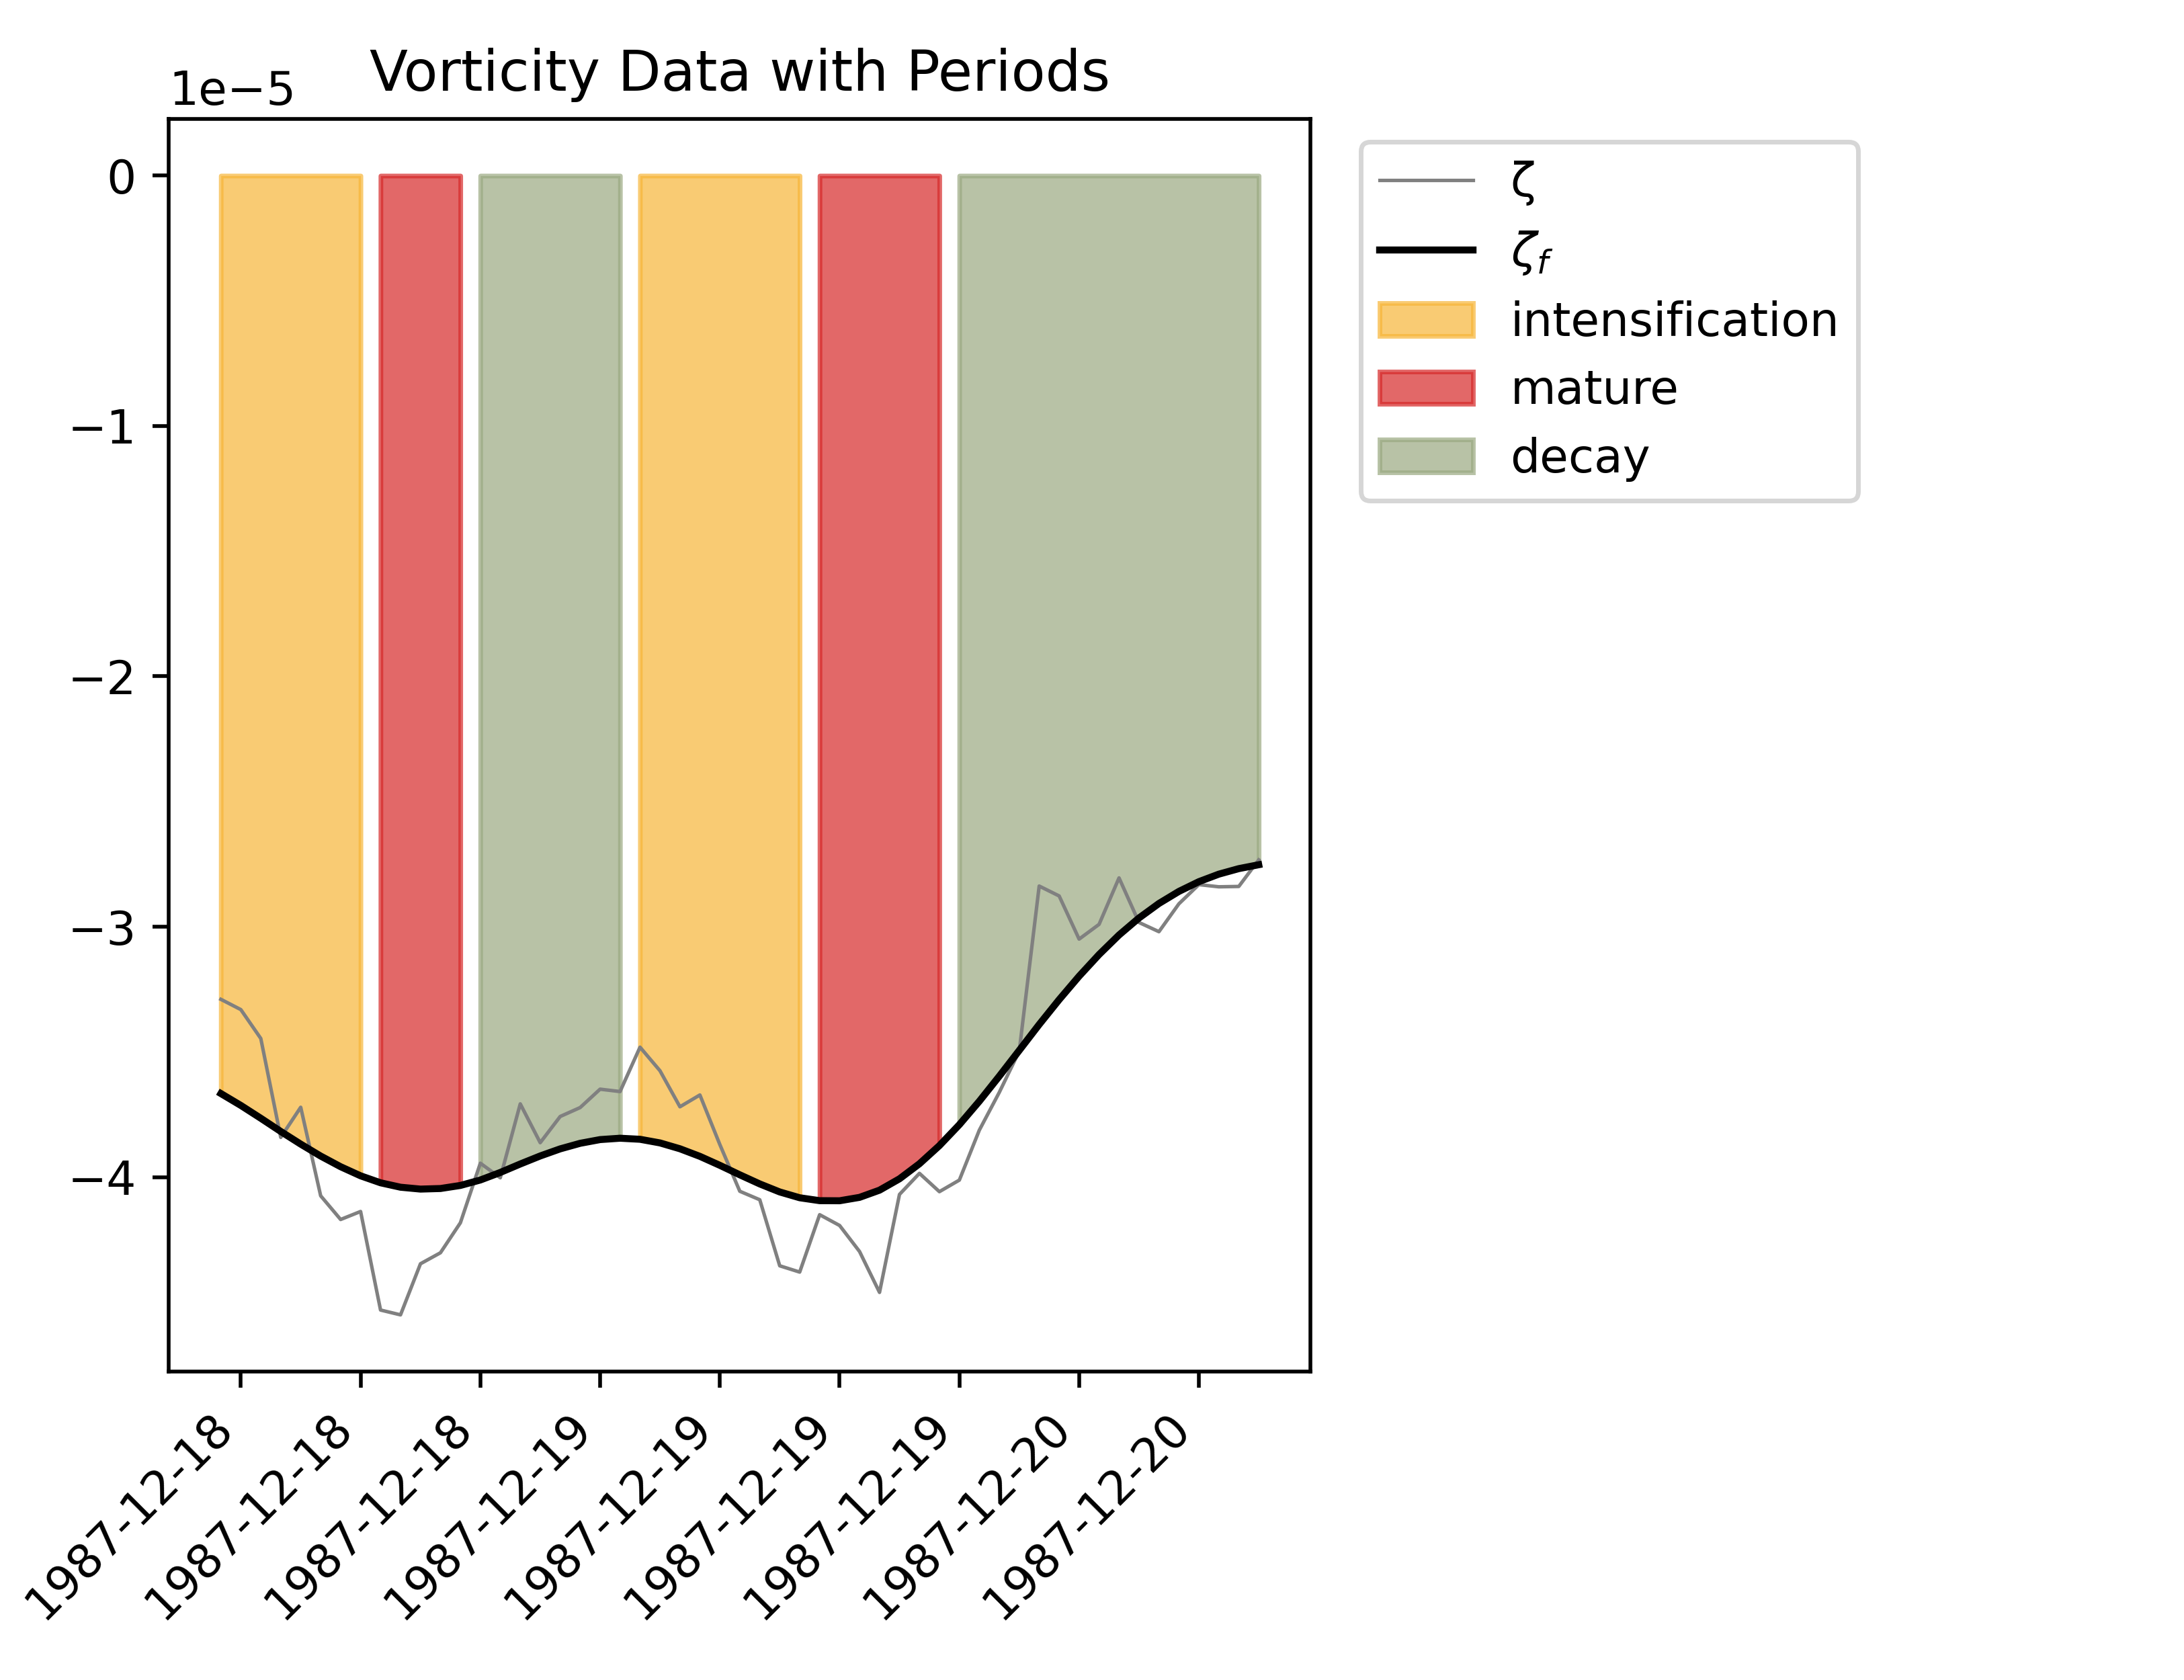 Vorticity Data with Periods
1e−5
0
−1
−2
−3
−4
1987-12-18
1987-12-18
1987-12-18
1987-12-19
1987-12-19
1987-12-19
1987-12-19
1987-12-20
1987-12-20
ζ
ζf
intensification
mature
decay